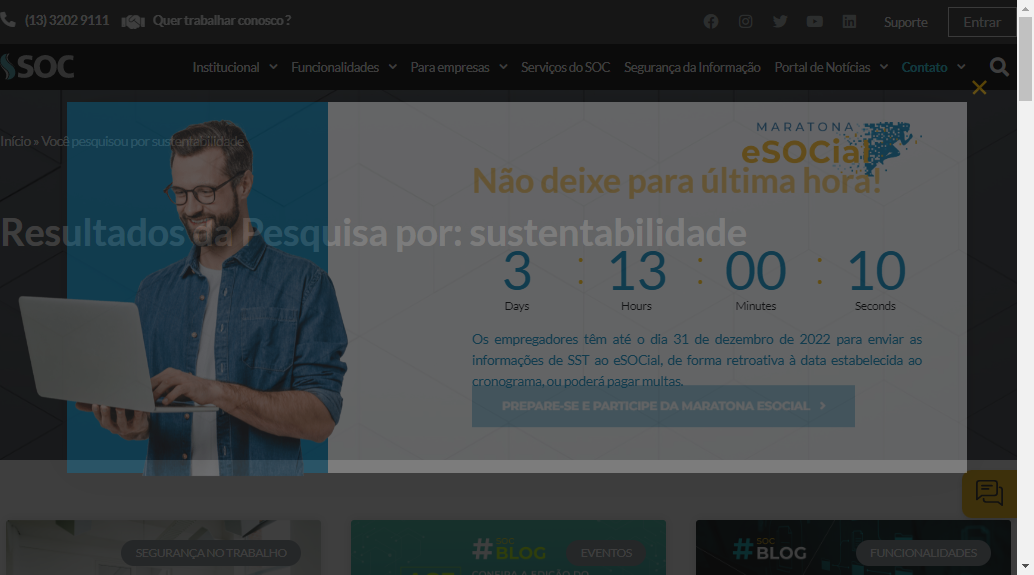 (13) 3202 9111 Quer trabalhar conosco ? Suporte Entrar
SOC Institucional Funcionalidades Para empresas Serviços do SOC Segurança da Informação Portal de Notícias Contato
MARATONA
eSOCial
Início » Você pesquisou por sustentabilidade
Não deixe para última hora!
Resultados da Pesquisa por: sustentabilidade
3 : 13 : 00 : 10
Days Hours Minutes Seconds
Os empregadores têm até o dia 31 de dezembro de 2022 para enviar as
informações de SST ao eSOCial, de forma retroativa à data estabelecida ao
cronograma, ou poderá pagar multas.
PREPARE-SE E PARTICIPE DA MARATONA ESOCIAL
SEGURANÇA NO TRABALHO
# SOC BLOG
EVENTOS
CONFIRA A EDIÇÃO DO
# SOC BLOG
FUNCIONALIDADES